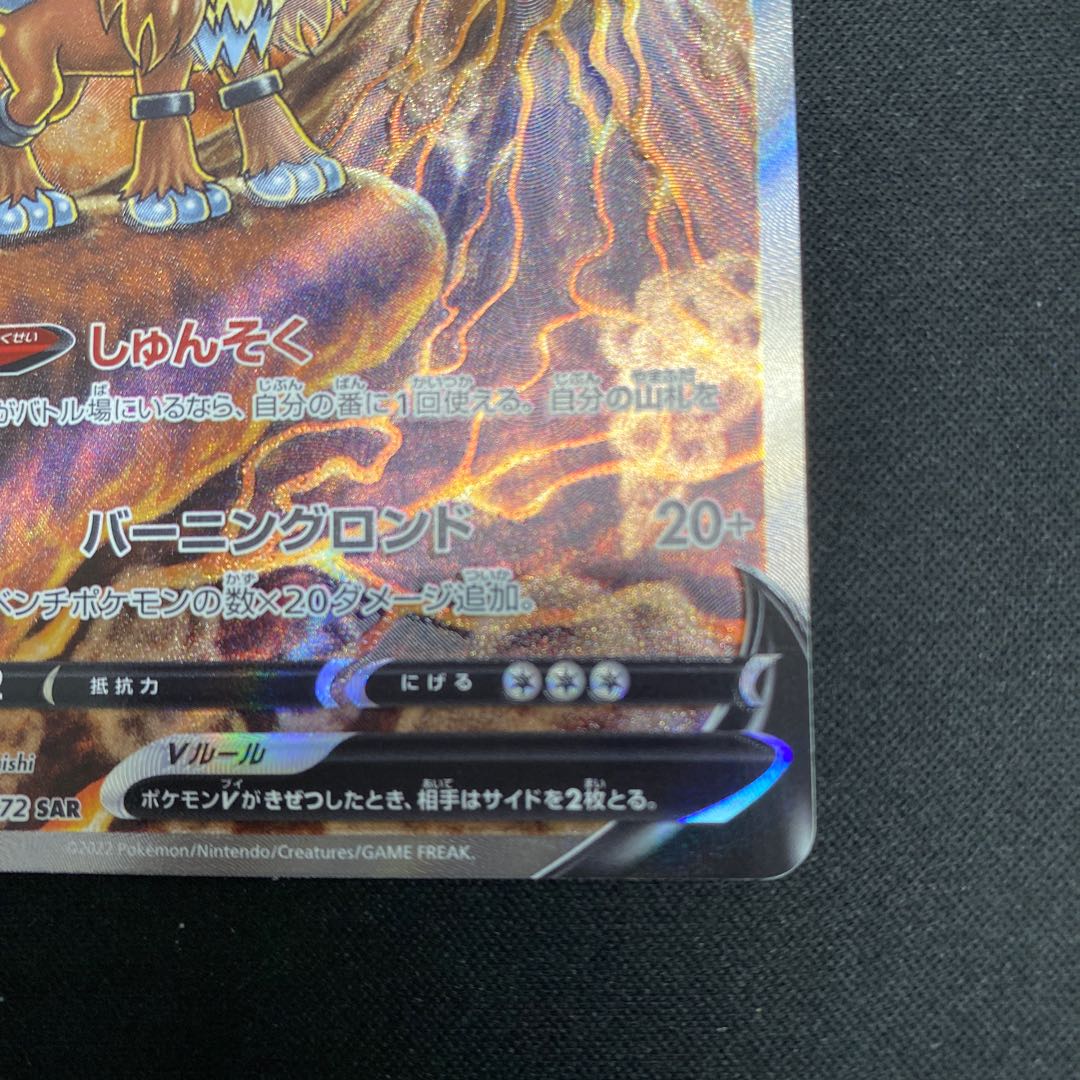 くせい しゅんそく
がバトル場にいるなら、自分の番に1回使える。自分の山札を
バーニングロンド 20+
ベンチポケモンの数×20ダメージ追加。
抵抗力 にげる
Vルール
ishi
ポケモンVがきぜつしたとき、相手はサイドを2枚とる。
72 SAR
©2022 Pokémon/Nintendo/Creatures/GAME FREAK.